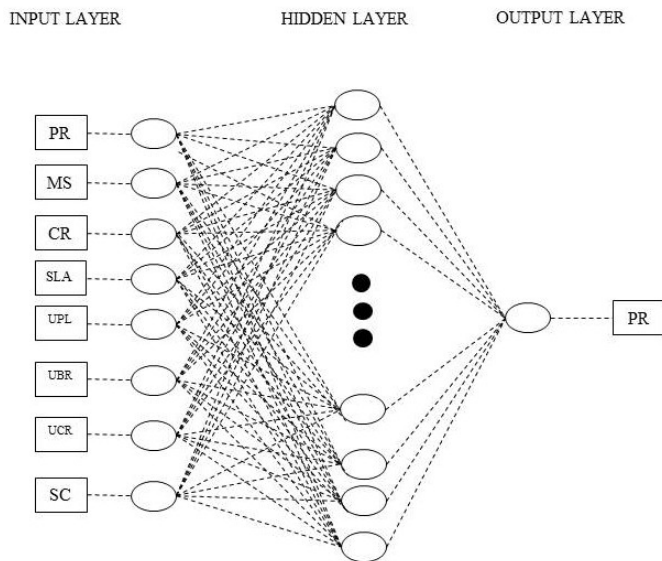 INPUT LAYER
HIDDEN LAYER
OUTPUT LAYER
PR
MS
CR
SLA
UPL
UBR
UCR
SC
PR